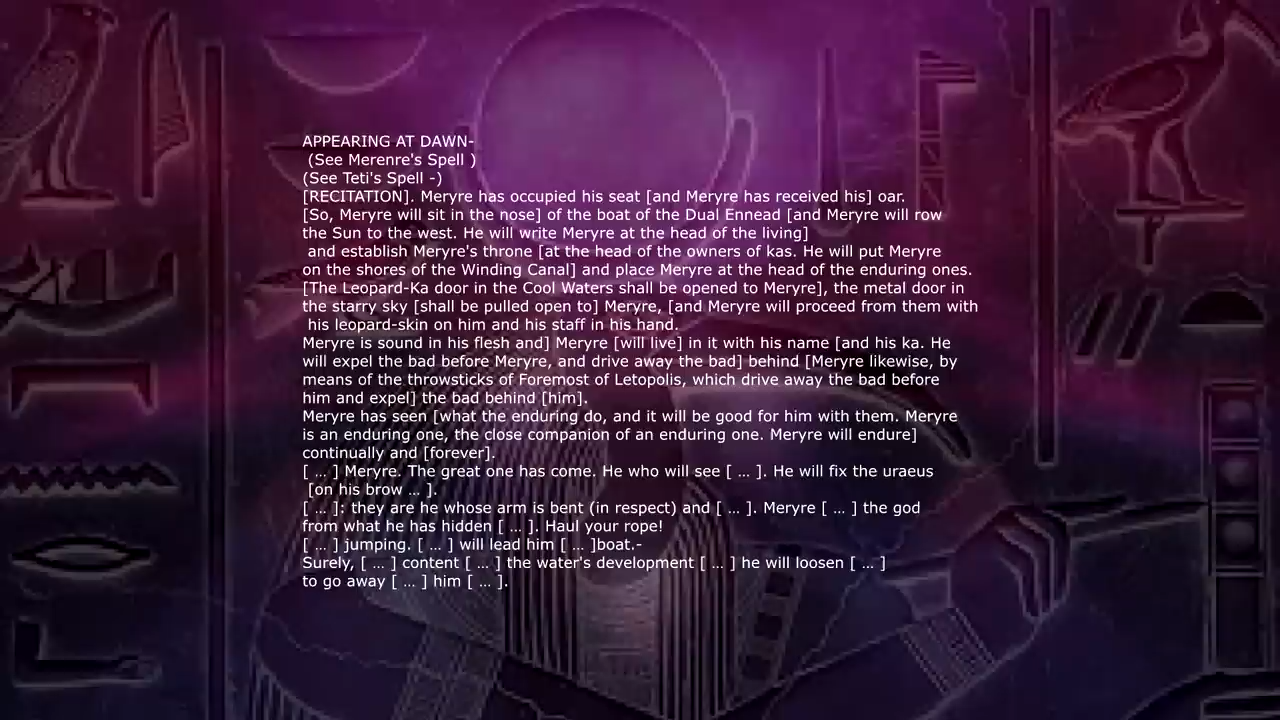 APPEARING AT DAWN-
(See Merenre's Spell )
(See Teti's Spell -)
[RECITATION]. Meryre has occupied his seat [and Meryre has received his] oar.
[So, Meryre will sit in the nose] of the boat of the Dual Ennead [and Meryre will row
the Sun to the west. He will write Meryre at the head of the living]
and establish Meryre's throne [at the head of the owners of kas. He will put Meryre
on the shores of the Winding Canal] and place Meryre at the head of the enduring ones.
[The Leopard-Ka door in the Cool Waters shall be opened to Meryre], the metal door in
the starry sky [shall be pulled open to] Meryre, [and Meryre will proceed from them with
his leopard-skin on him and his staff in his hand.
Meryre is sound in his flesh and] Meryre [will live] in it with his name [and his ka. He
will expel the bad before Meryre, and drive away the bad] behind [Meryre likewise, by
means of the throwsticks of Foremost of Letopolis, which drive away the bad before
him and expel] the bad behind [him].
Meryre has seen [what the enduring do, and it will be good for him with them. Meryre
is an enduring one, the close companion of an enduring one. Meryre will endure]
continually and [forever].
[ … ] Meryre. The great one has come. He who will see [ … ]. He will fix the uraeus
[on his brow … ].
[ … ]: they are he whose arm is bent (in respect) and [ … ]. Meryre [ … ] the god
from what he has hidden [ … ]. Haul your rope!
[ … ] jumping. [ … ] will lead him [ … ]boat.-
Surely, [ … ] content [ … ] the water's development [ … ] he will loosen [ … ]
to go away [ … ] him [ … ].